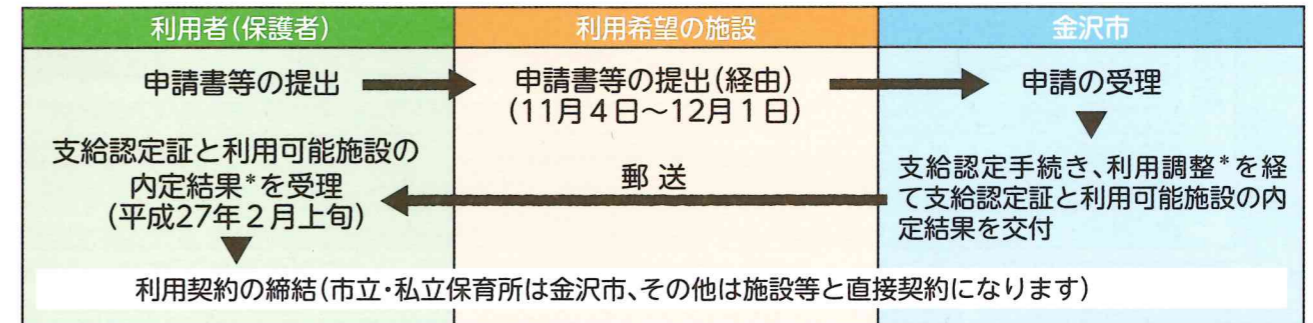 利用者(保護者)
利用希望の施設
金沢市
申請書等の提出
申請書等の提出(経由)
(11月4日～12月1日)
申請の受理
支給認定証と利用可能施設の
内定結果*を受理
(平成27年2月上旬)
郵送
支給認定手続き、利用調整*を経
て支給認定証と利用可能施設の内
定結果を交付
利用契約の締結(市立・私立保育所は金沢市、その他は施設等と直接契約になります)